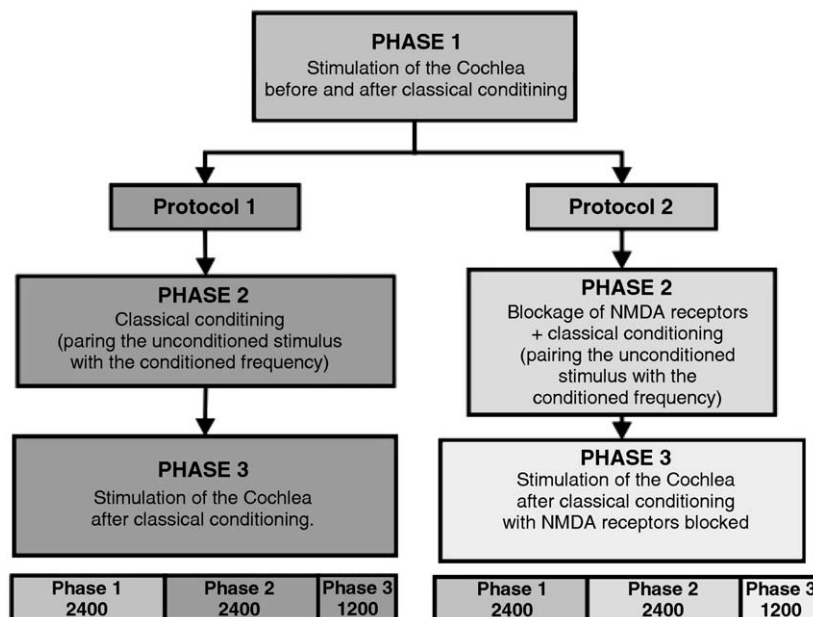 PHASE 1
Stimulation of the Cochlea
before and after classical conditining
Protocol 1
Protocol 2
PHASE 2
Classical conditining
(paring the unconditioned stimulus
with the conditioned frequency)
PHASE 2
Blockage of NMDA receptors
+ classical conditioning
(pairing the unconditioned
stimulus with the
conditioned frequency)
PHASE 3
Stimulation of the Cochlea
after classical conditioning.
PHASE 3
Stimulation of the Cochlea
after classical conditioning
with NMDA receptors blocked
Phase 1 Phase 2 Phase 3
2400 2400 1200
Phase 1 Phase 2 Phase 3
2400 2400 1200